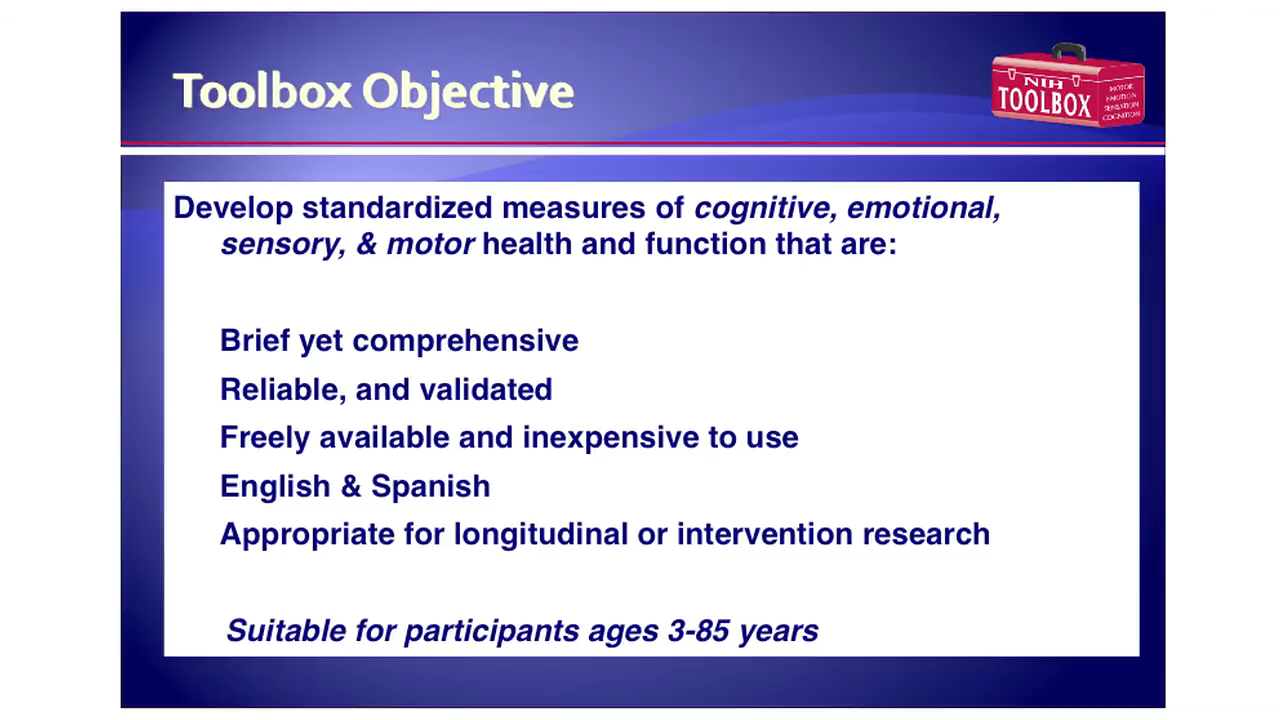 Toolbox Objective
NIH
TOOLBOX
MOTOR
EMOTION
SENSATION
COGNITION
Develop standardized measures of cognitive, emotional,
sensory, & motor health and function that are:
Brief yet comprehensive
Reliable, and validated
Freely available and inexpensive to use
English & Spanish
Appropriate for longitudinal or intervention research
Suitable for participants ages 3-85 years